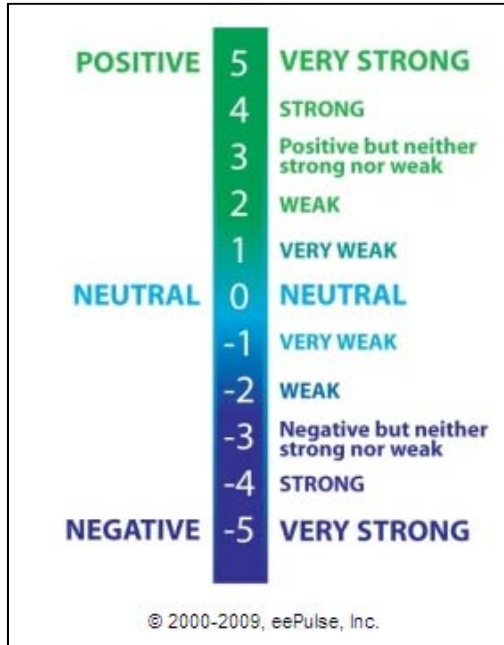 POSITIVE 5 VERY STRONG
4 STRONG
3 Positive but neither
strong nor weak
2 WEAK
1 VERY WEAK
NEUTRAL 0 NEUTRAL
-1 VERY WEAK
-2 WEAK
-3 Negative but neither
strong nor weak
-4 STRONG
NEGATIVE -5 VERY STRONG
© 2000-2009, eePulse, Inc.